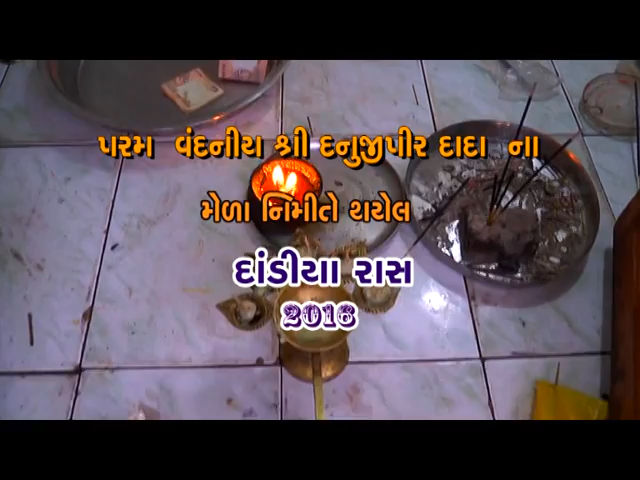 પરમ વંદનીય શ્રી દનુજીપીર દાદા ના
મેળા નિમીતે થયેલ
દાંડીયા રાસ
2016